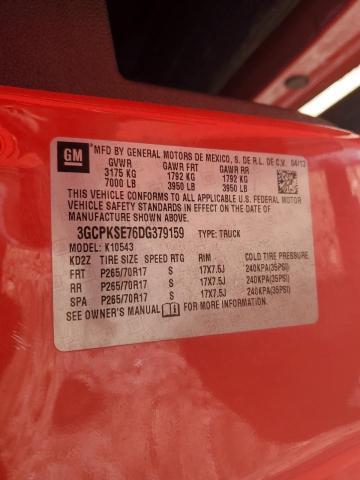 GM
MFD BY GENERAL MOTORS DE MEXICO, S. DE R.L. DE C.V. 04/13
GVWR GAWR FRT GAWR RR
3175 KG 1792 KG 1792 KG
7000 LB 3950 LB 3950 LB
THIS VEHICLE CONFORMS TO ALL APPLICABLE U.S. FEDERAL MOTOR
VEHICLE SAFETY AND THEFT PREVENTION STANDARDS IN EFFECT ON THE DATE OF
MANUFACTURE SHOWN ABOVE.
3GCPKSE76DG379159 TYPE: TRUCK
MODEL: K10543
KD2Z TIRE SIZE SPEED RTG RIM COLD TIRE PRESSURE
FRT P265/70R17 S 17X7.5J 240KPA(35PSI)
RR P265/70R17 S 17X7.5J 240KPA(35PSI)
SPA P265/70R17 S 17X7.5J 240KPA(35PSI)
SEE OWNER'S MANUAL FOR MORE INFORMATION